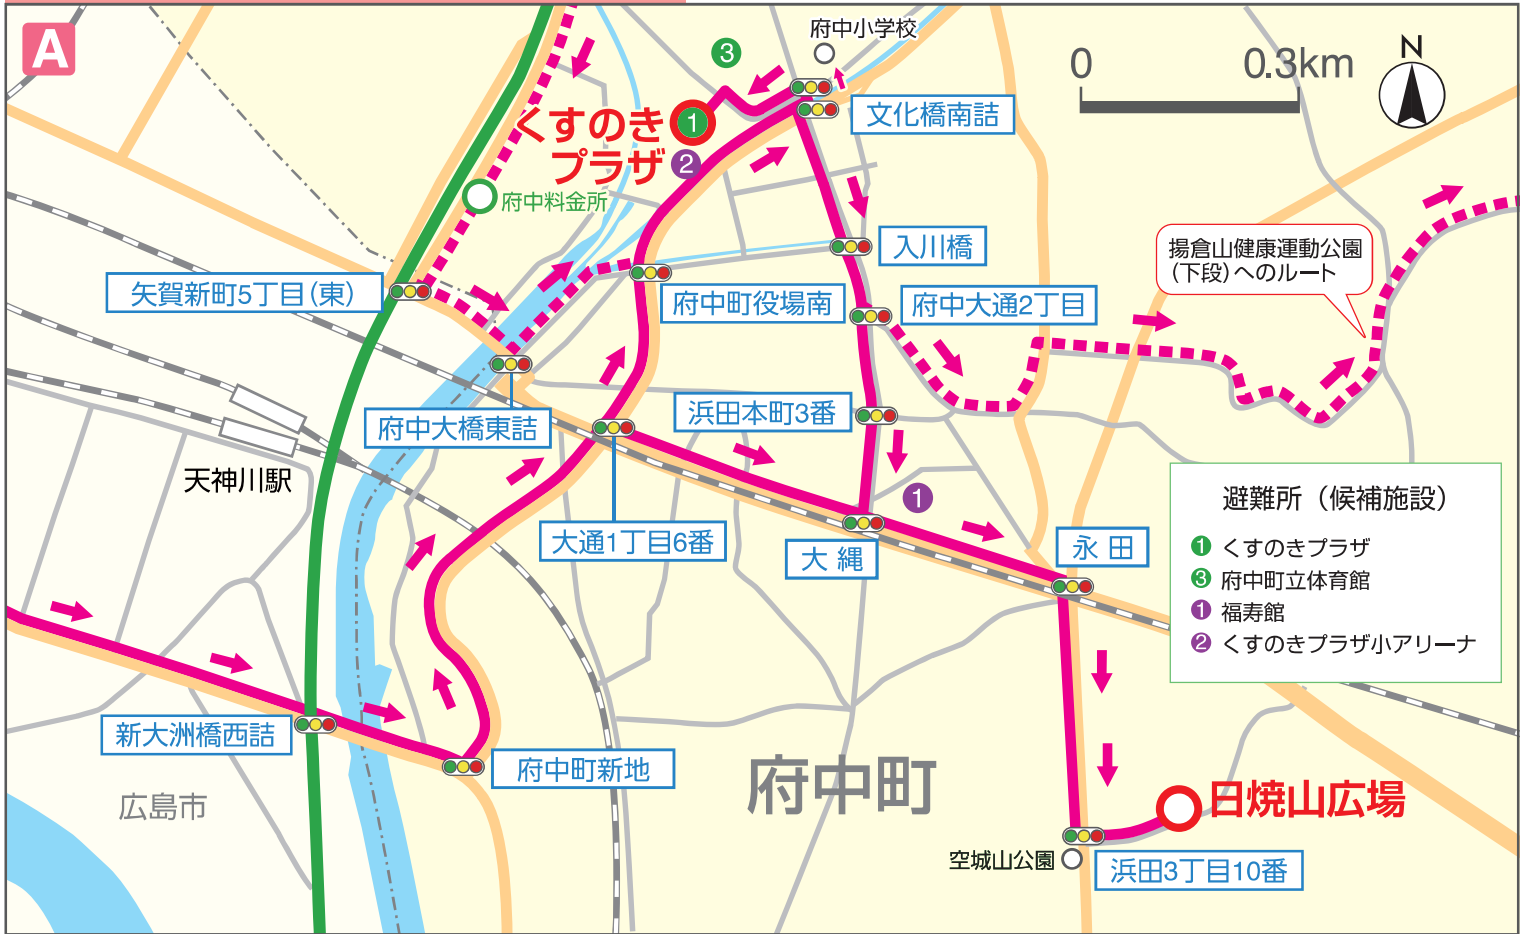 A
府中小学校
0
0.3km
N
3
文化橋南詰
くすのき
プラザ
1
2
府中料金所
入川橋
揚倉山健康運動公園
(下段)へのルート
矢賀新町5丁目(東)
府中町役場南
府中大通2丁目
府中大橋東詰
浜田本町3番
天神川駅
大通1丁目6番
1
大縄
永田
避難所(候補施設)
1 くすのきプラザ
3 府中町立体育館
1 福寿館
2 くすのきプラザ小アリーナ
新大洲橋西詰
府中町新地
広島市
府中町
日焼山広場
空城山公園
浜田3丁目10番